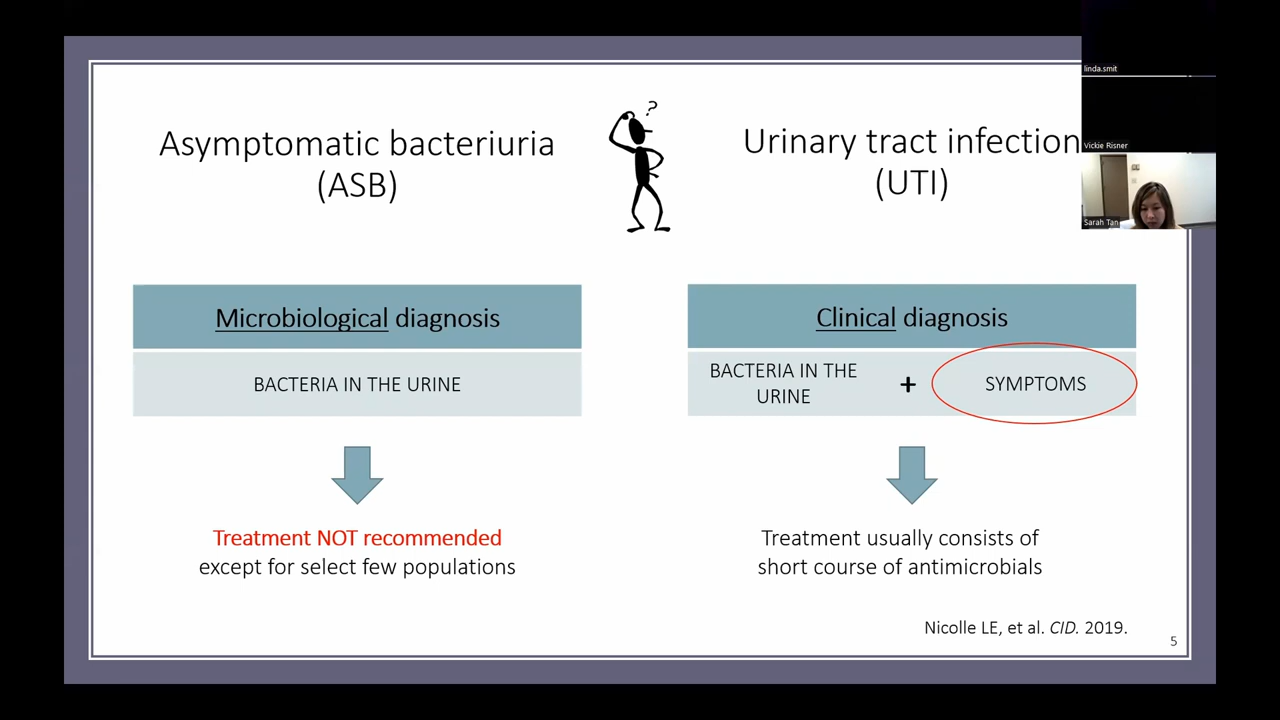 Asymptomatic bacteriuria
(ASB)
?
Urinary tract infection
(UTI)
linda.smit
Vickie Risner
Sarah Tan
Microbiological diagnosis
BACTERIA IN THE URINE
Treatment NOT recommended
except for select few populations
Clinical diagnosis
BACTERIA IN THE
URINE
+
SYMPTOMS
Treatment usually consists of
short course of antimicrobials
Nicolle LE, et al. CID. 2019.
5